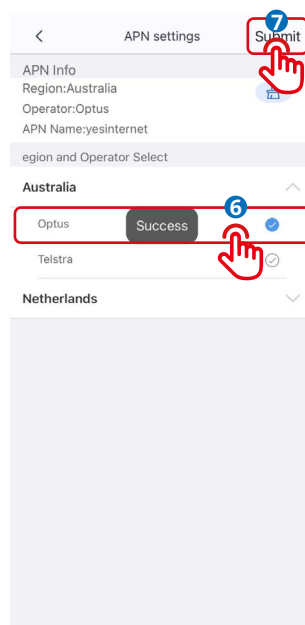 7
APN settings
Submit
APN Info
Region:Australia
Operator:Optus
APN Name:yesinternet
egion and Operator Select
Australia
6
Optus
Success
Telstra
Netherlands